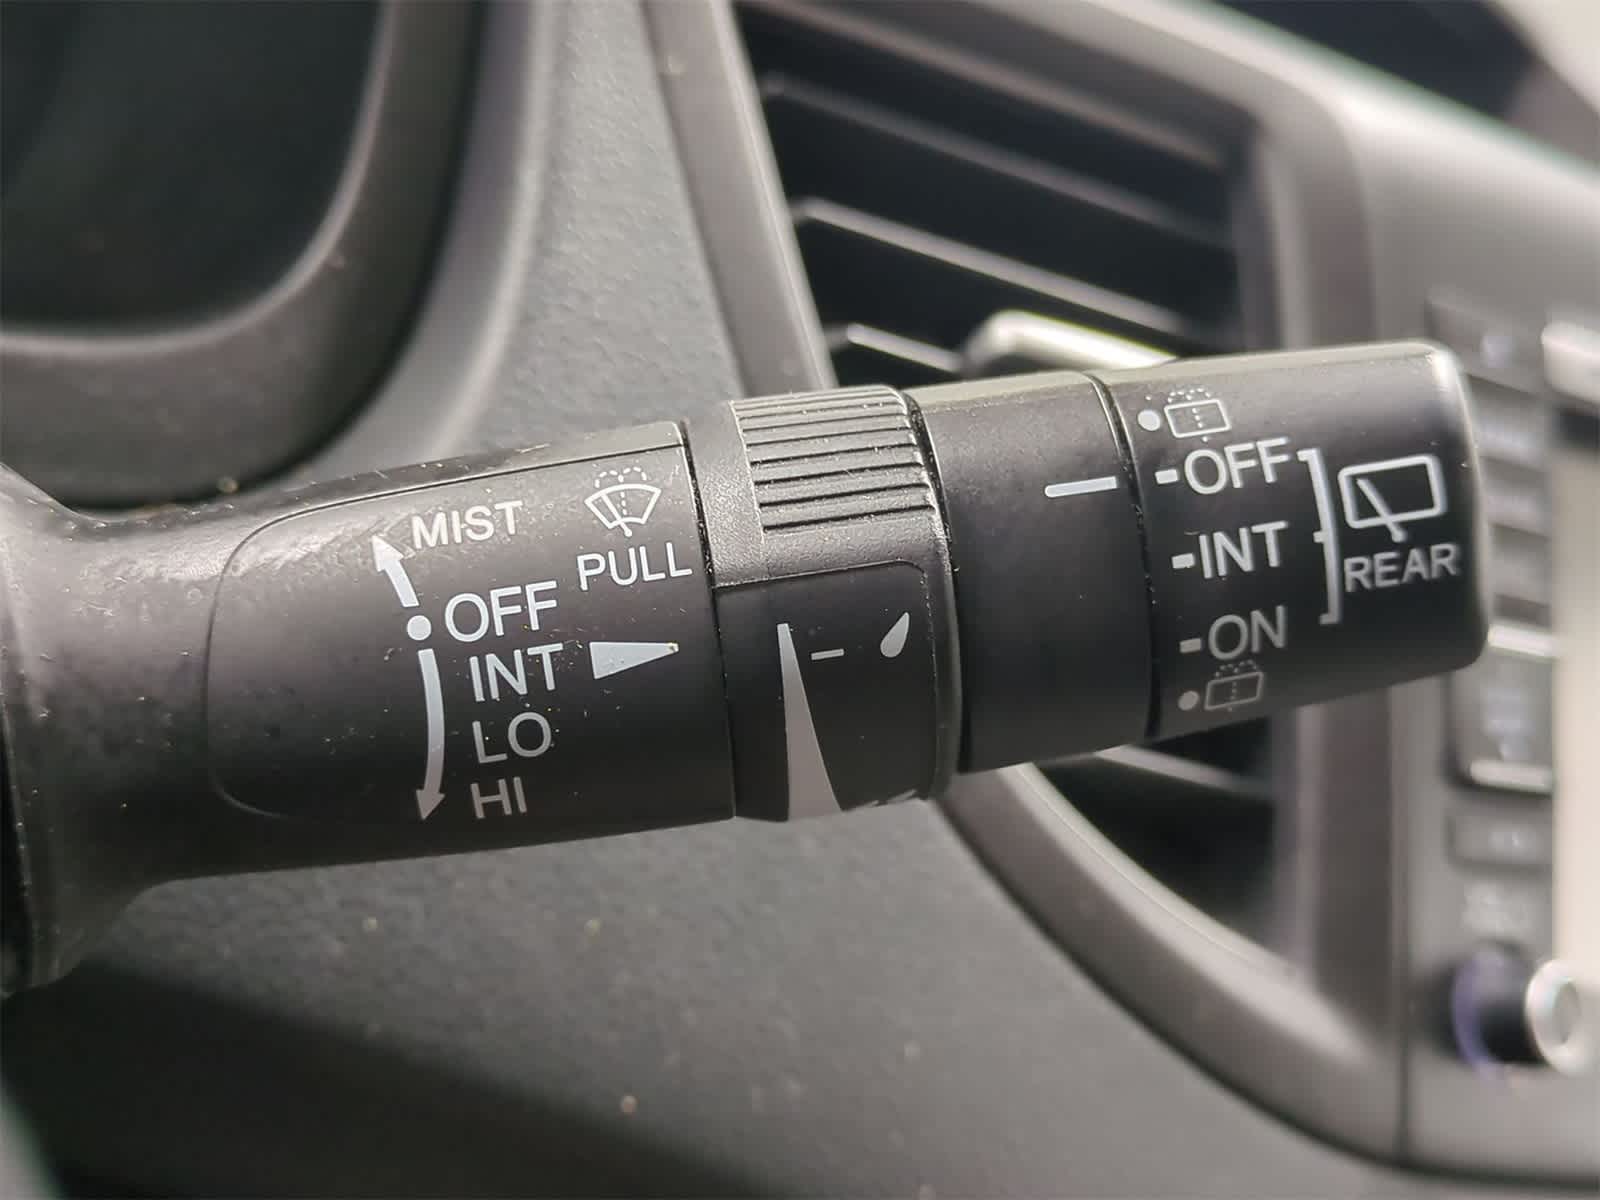 MIST
PULL
OFF
INT
LO
HI
OFF
INT
ON
REAR